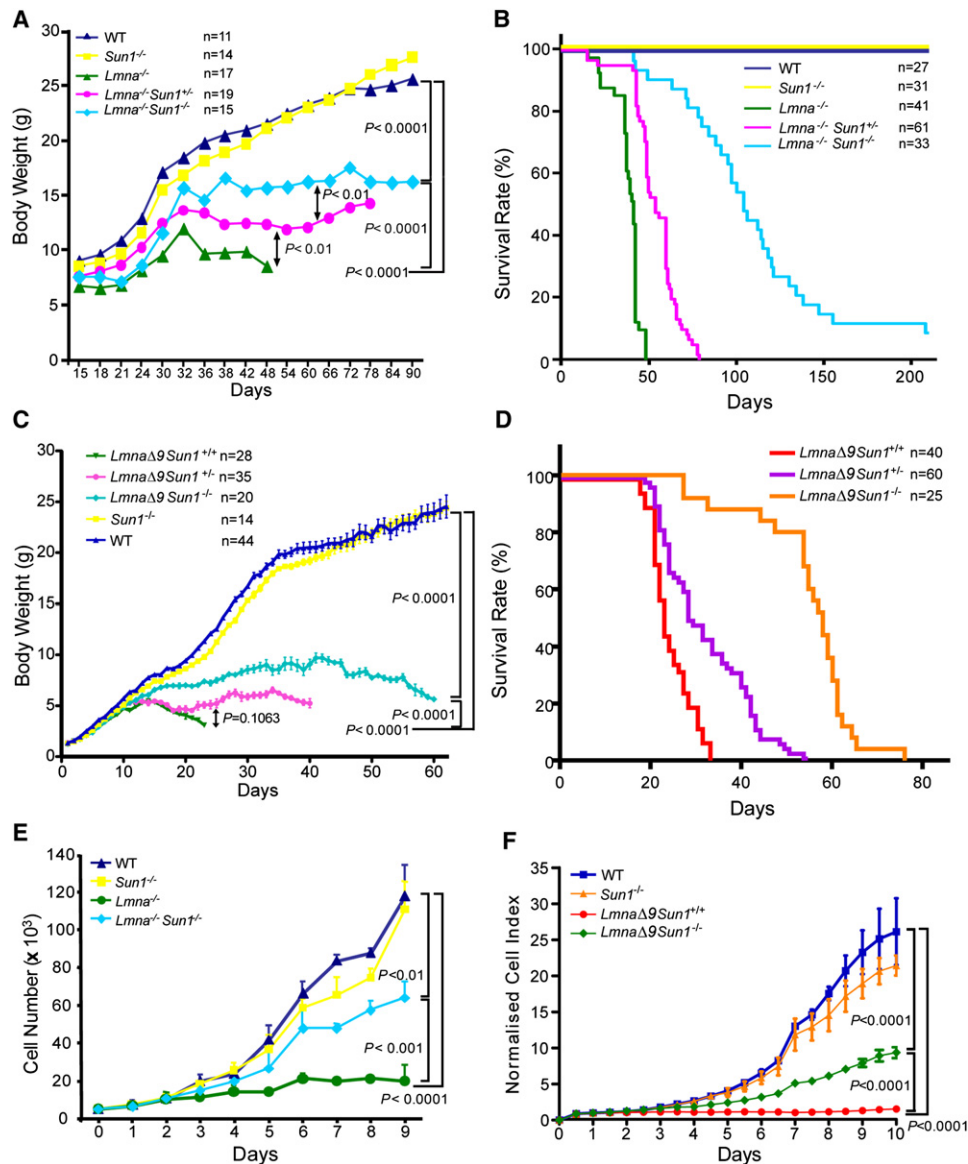 A
WT n=11
Sun1-/- n=14
Lmna-/- n=17
Lmna-/-Sun1+/- n=19
Lmna-/-Sun1-/- n=15
Body Weight (g)
30
25
20
15
10
5
0
P< 0.0001
P< 0.01
P< 0.01
P< 0.0001
P< 0.0001
15 18 21 24 30 32 36 38 42 48 54 60 66 72 78 84 90
Days
B
Survival Rate (%)
100
80
60
40
20
0
WT n=27
Sun1-/- n=31
Lmna-/- n=41
Lmna-/- Sun1+/- n=61
Lmna-/- Sun1-/- n=33
0 50 100 150 200
Days
C
LmnaΔ9Sun1+/+ n=28
LmnaΔ9Sun1+/- n=35
LmnaΔ9 Sun1-/- n=20
Sun1-/- n=14
WT n=44
Body Weight (g)
30
25
20
15
10
5
0
P< 0.0001
P=0.1063
P< 0.0001
P< 0.0001
0 10 20 30 40 50 60
Days
D
LmnaΔ9Sun1+/+ n=40
LmnaΔ9Sun1+/- n=60
LmnaΔ9Sun1-/- n=25
Survival Rate (%)
100
80
60
40
20
0
0 20 40 60 80
Days
E
WT
Sun1-/-
Lmna-/-
Lmna-/-Sun1-/-
Cell Number (x 10³)
140
120
100
80
60
40
20
0
P<0.01
P< 0.001
P< 0.0001
0 1 2 3 4 5 6 7 8 9
Days
F
WT
Sun1-/-
LmnaΔ9Sun1+/+
LmnaΔ9Sun1-/-
Normalised Cell Index
35
30
25
20
15
10
5
0
P<0.0001
P<0.0001
P<0.0001
0 1 2 3 4 5 6 7 8 9 10
Days